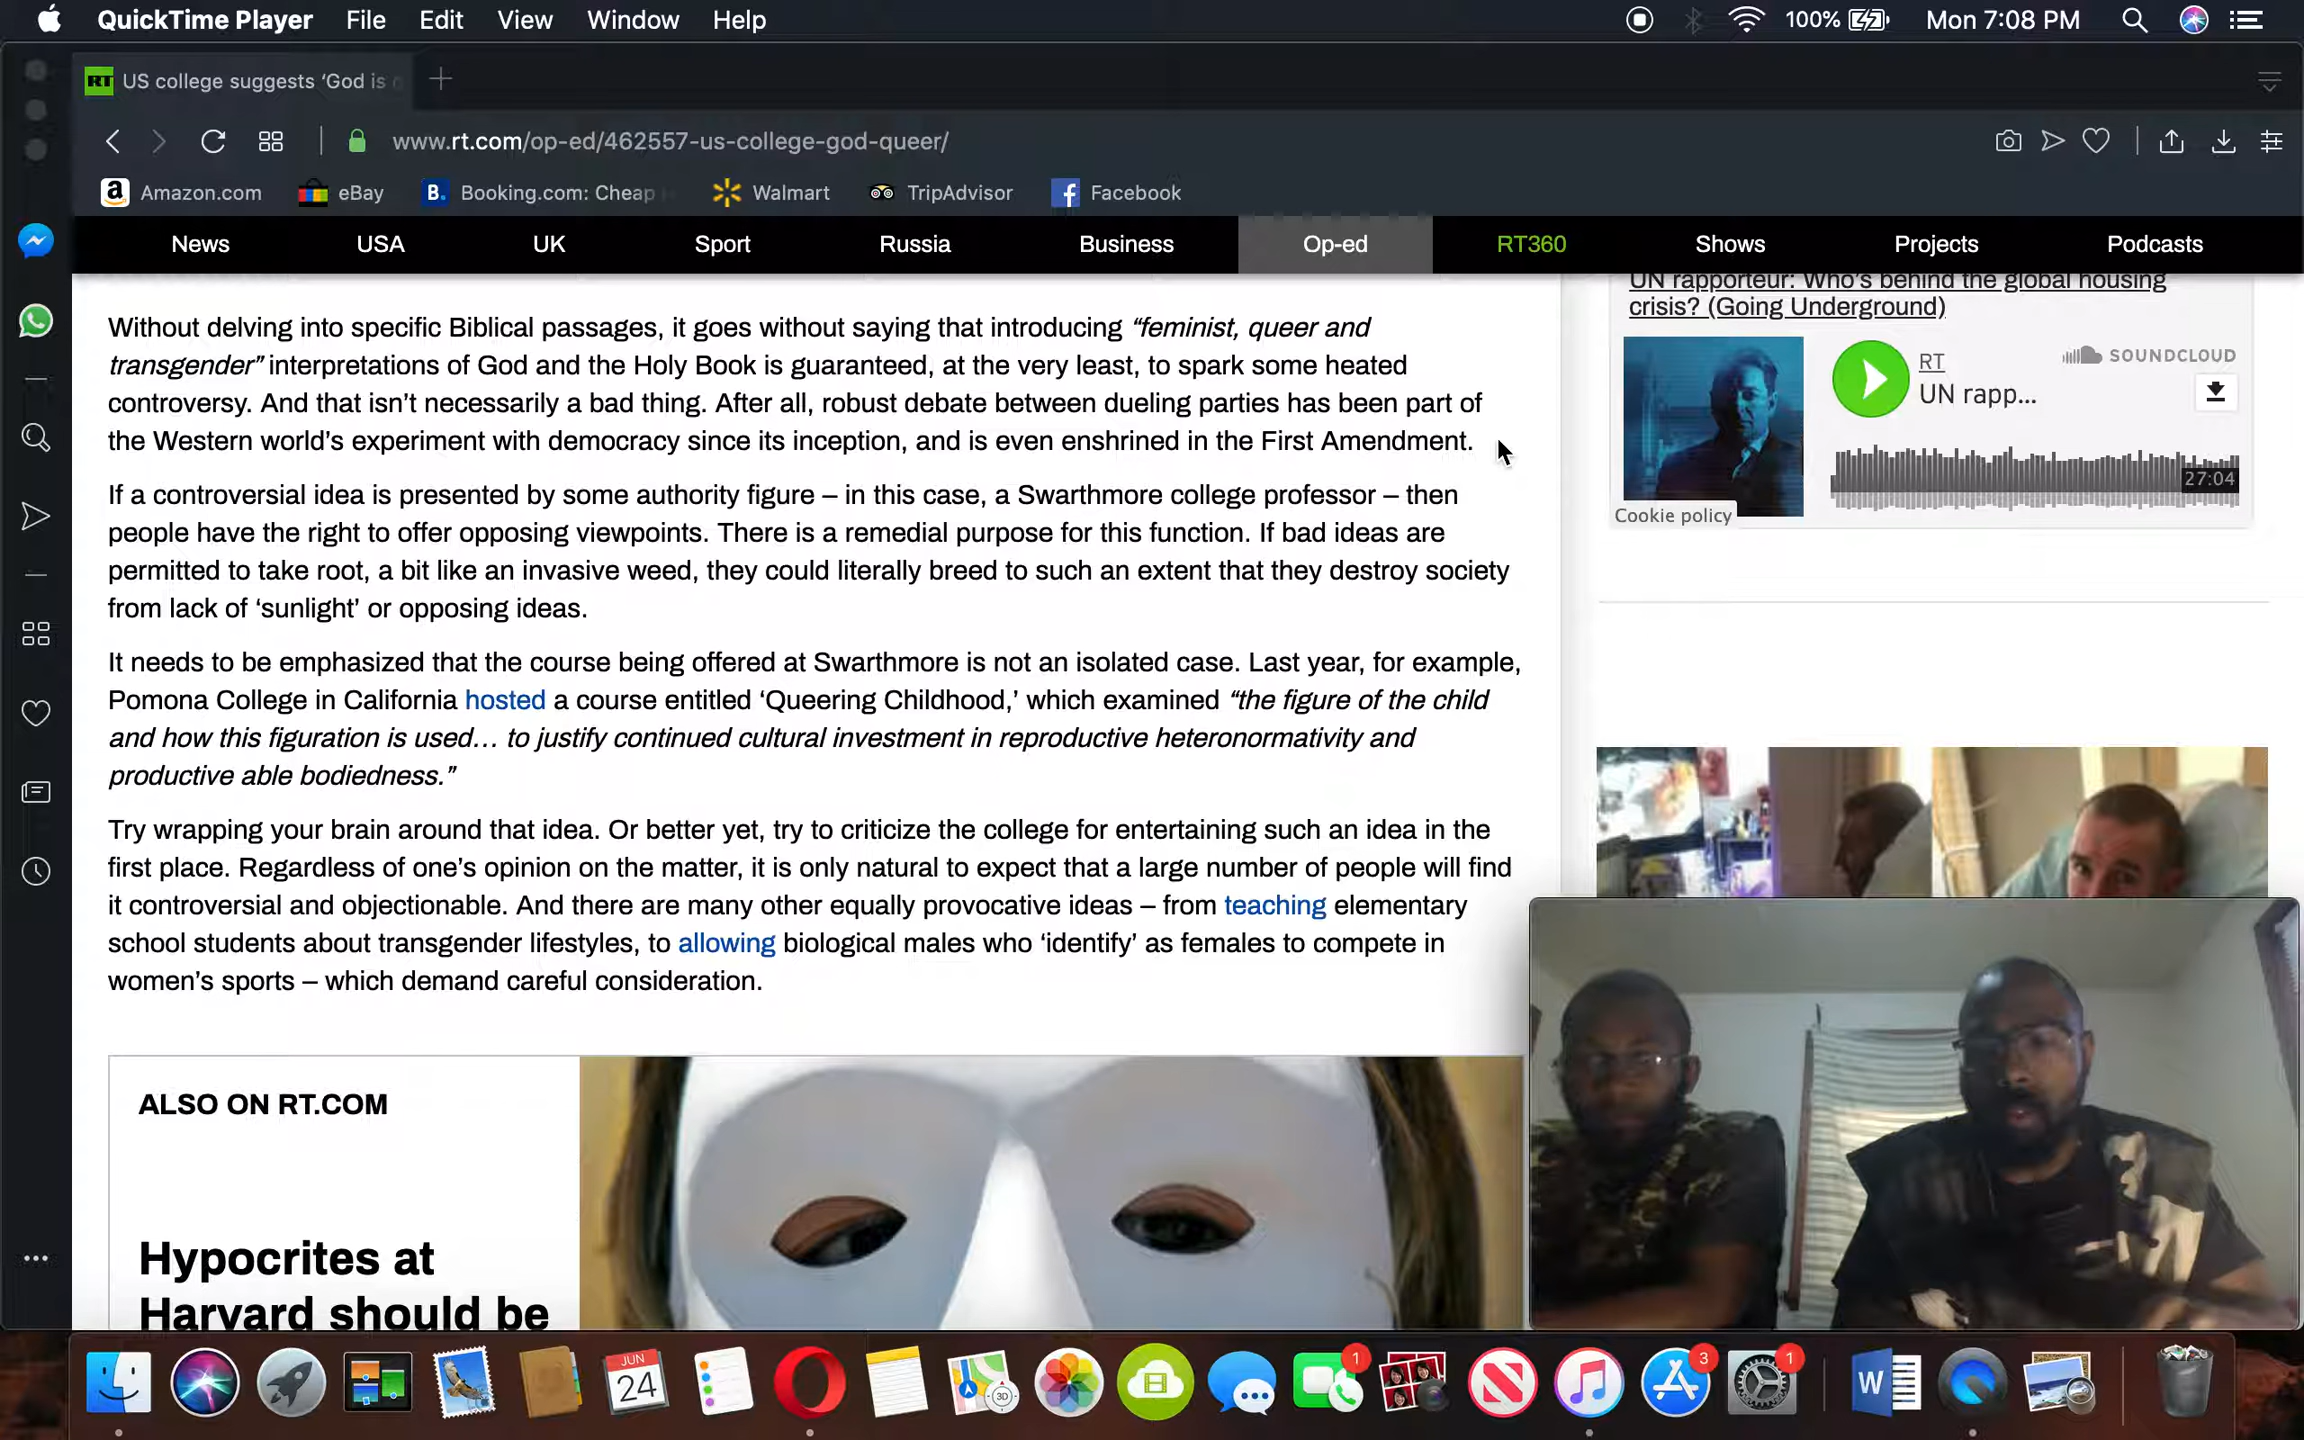 QuickTime Player File Edit View Window Help 100% Mon 7:08 PM
RT US college suggests ‘God is
www.rt.com/op-ed/462557-us-college-god-queer/
Amazon.com eBay B. Booking.com: Cheap Walmart TripAdvisor Facebook
News USA UK Sport Russia Business Op-ed RT360 Shows Projects Podcasts
Without delving into specific Biblical passages, it goes without saying that introducing “feminist, queer and
transgender” interpretations of God and the Holy Book is guaranteed, at the very least, to spark some heated
controversy. And that isn’t necessarily a bad thing. After all, robust debate between dueling parties has been part of
the Western world’s experiment with democracy since its inception, and is even enshrined in the First Amendment.
If a controversial idea is presented by some authority figure – in this case, a Swarthmore college professor – then
people have the right to offer opposing viewpoints. There is a remedial purpose for this function. If bad ideas are
permitted to take root, a bit like an invasive weed, they could literally breed to such an extent that they destroy society
from lack of ‘sunlight’ or opposing ideas.
It needs to be emphasized that the course being offered at Swarthmore is not an isolated case. Last year, for example,
Pomona College in California hosted a course entitled ‘Queering Childhood,’ which examined “the figure of the child
and how this figuration is used… to justify continued cultural investment in reproductive heteronormativity and
productive able bodiedness.”
Try wrapping your brain around that idea. Or better yet, try to criticize the college for entertaining such an idea in the
first place. Regardless of one’s opinion on the matter, it is only natural to expect that a large number of people will find
it controversial and objectionable. And there are many other equally provocative ideas – from teaching elementary
school students about transgender lifestyles, to allowing biological males who ‘identify’ as females to compete in
women’s sports – which demand careful consideration.
ALSO ON RT.COM
Hypocrites at
Harvard should be
UN rapporteur: Who’s behind the global housing
crisis? (Going Underground)
RT
SOUNDCLOUD
UN rapp...
27:04
Cookie policy
JUN
24
3D
1
3
1
W